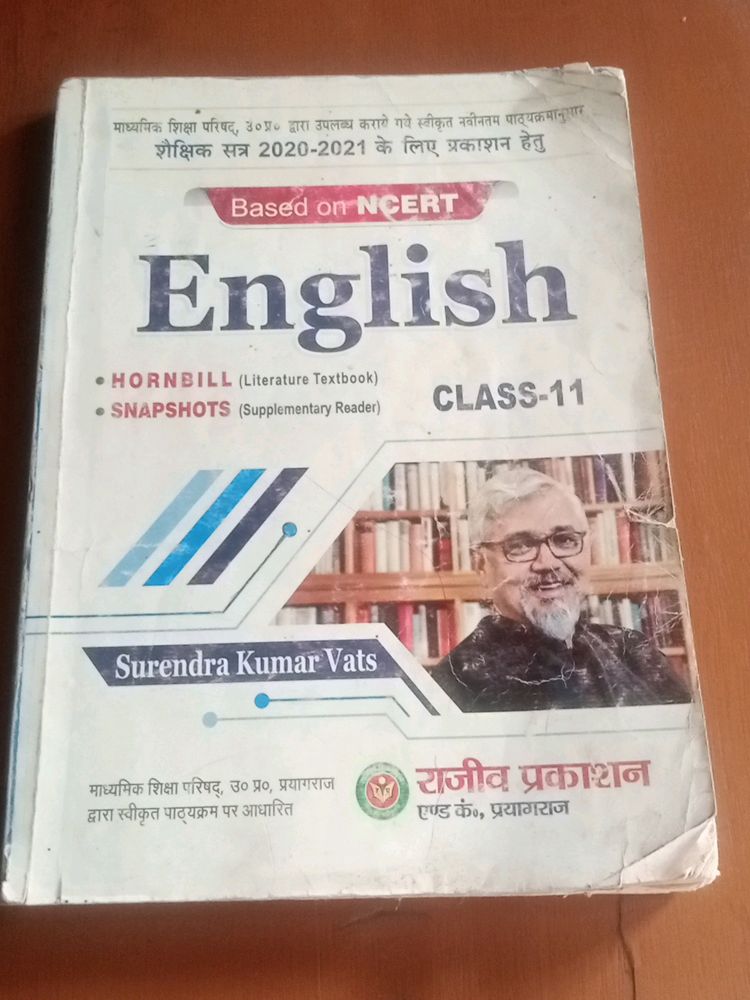 माध्यमिक शिक्षा परिषद्, उ०प्र० द्वारा उपलब्ध कराये गये स्वीकृत नवीनतम पाठ्यक्रमानुसार
शैक्षिक सत्र 2020-2021 के लिए प्रकाशन हेतु
Based on NCERT
English
• HORNBILL (Literature Textbook)
• SNAPSHOTS (Supplementary Reader)
CLASS-11
Surendra Kumar Vats
माध्यमिक शिक्षा परिषद्, उ० प्र०, प्रयागराज
द्वारा स्वीकृत पाठ्यक्रम पर आधारित
राजीव प्रकाशन
एण्ड कं०, प्रयागराज